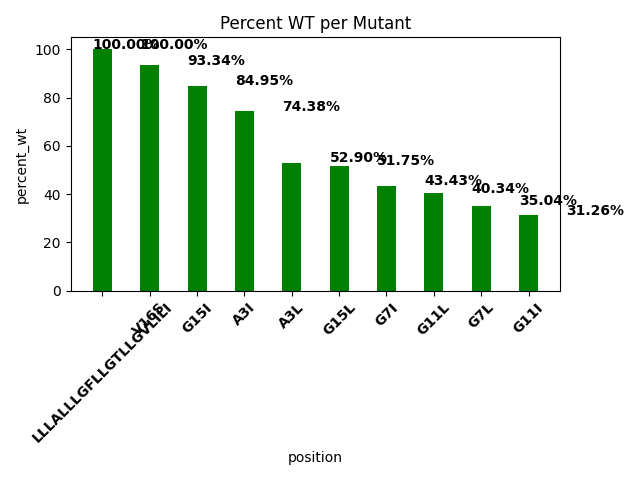 Percent WT per Mutant
100.00%
100.00%
93.34%
84.95%
74.38%
52.90%
51.75%
43.43%
40.34%
35.04%
31.26%
percent_wt
100
80
60
40
20
0
LLLALLLGFLLGTLLGVLILI
V16S
G15I
A3I
A3L
G15L
G7I
G11L
G7L
G11I
position